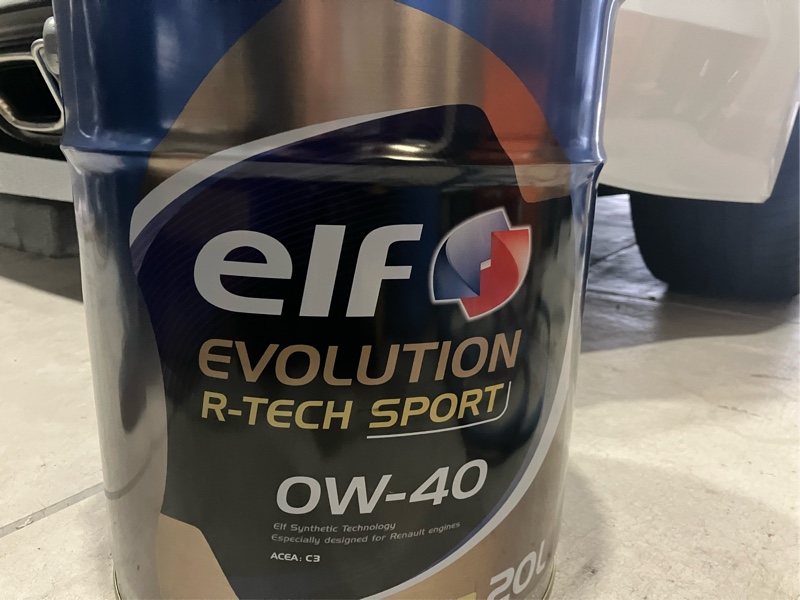 elf
EVOLUTION
R-TECH SPORT
0W-40
Elf Synthetic Technology
Especially designed for Renault engines
ACEA: C3
20L